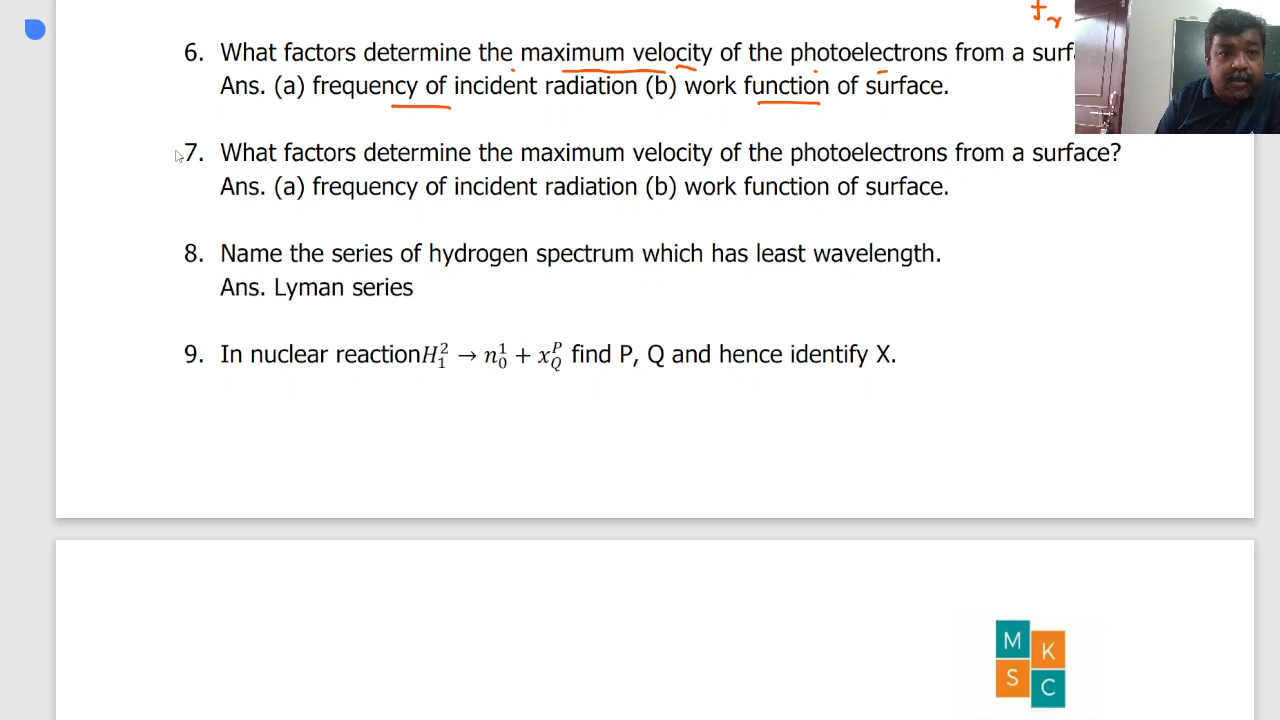 fγ
6. What factors determine the maximum velocity of the photoelectrons from a surf
Ans. (a) frequency of incident radiation (b) work function of surface.
7. What factors determine the maximum velocity of the photoelectrons from a surface?
Ans. (a) frequency of incident radiation (b) work function of surface.
8. Name the series of hydrogen spectrum which has least wavelength.
Ans. Lyman series
9. In nuclear reaction𝐻₁² → 𝑛₀¹ + 𝑥_Q^P find P, Q and hence identify X.
M K
S C